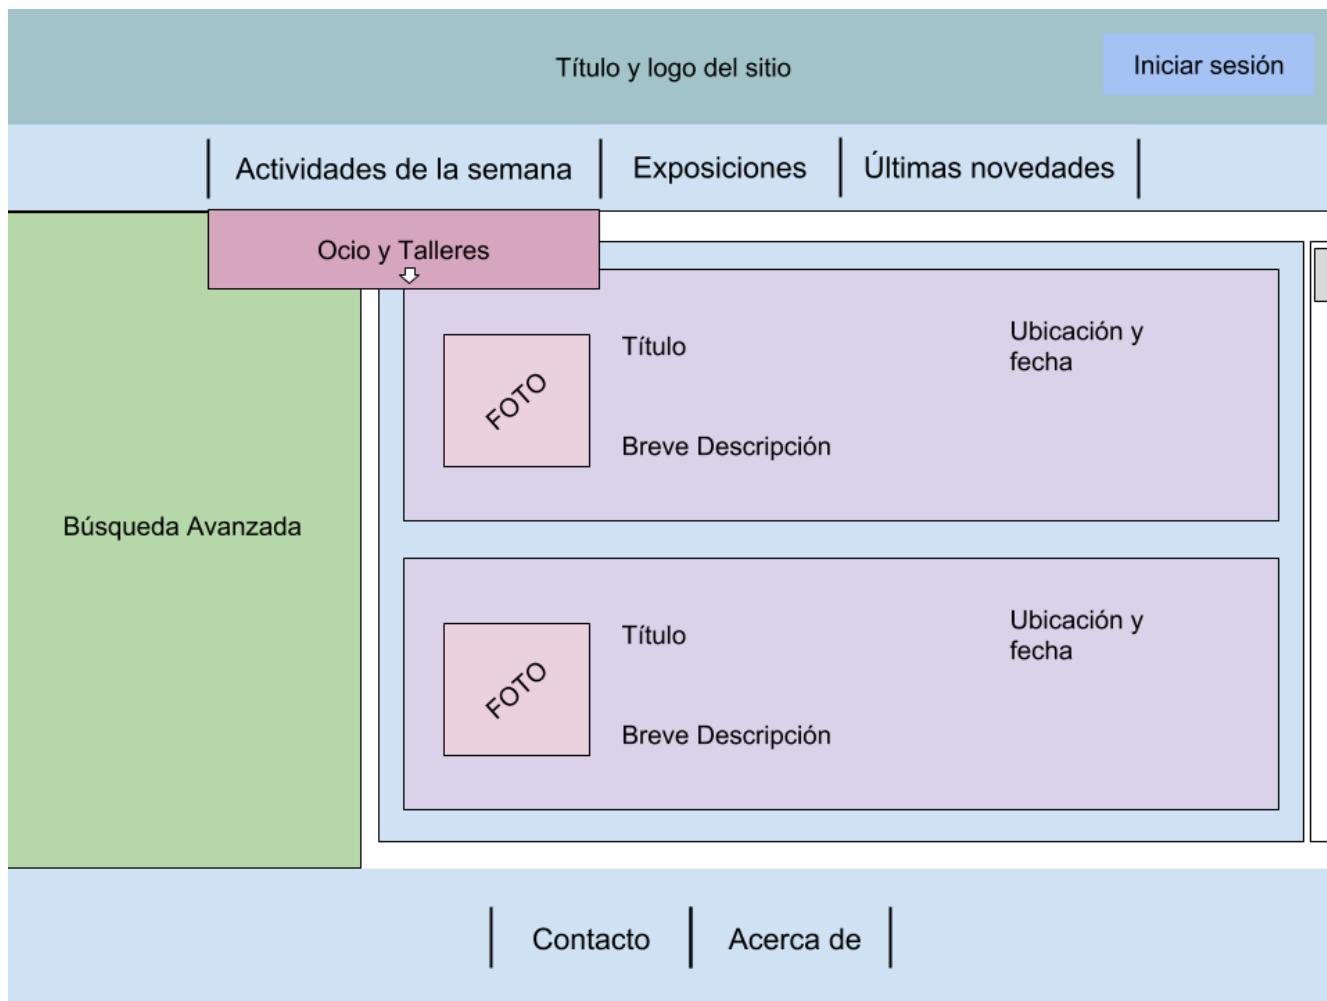 Título y logo del sitio
Iniciar sesión
Actividades de la semana
Exposiciones
Últimas novedades
Ocio y Talleres
Búsqueda Avanzada
FOTO
Título
Ubicación y
fecha
Breve Descripción
FOTO
Título
Ubicación y
fecha
Breve Descripción
Contacto
Acerca de